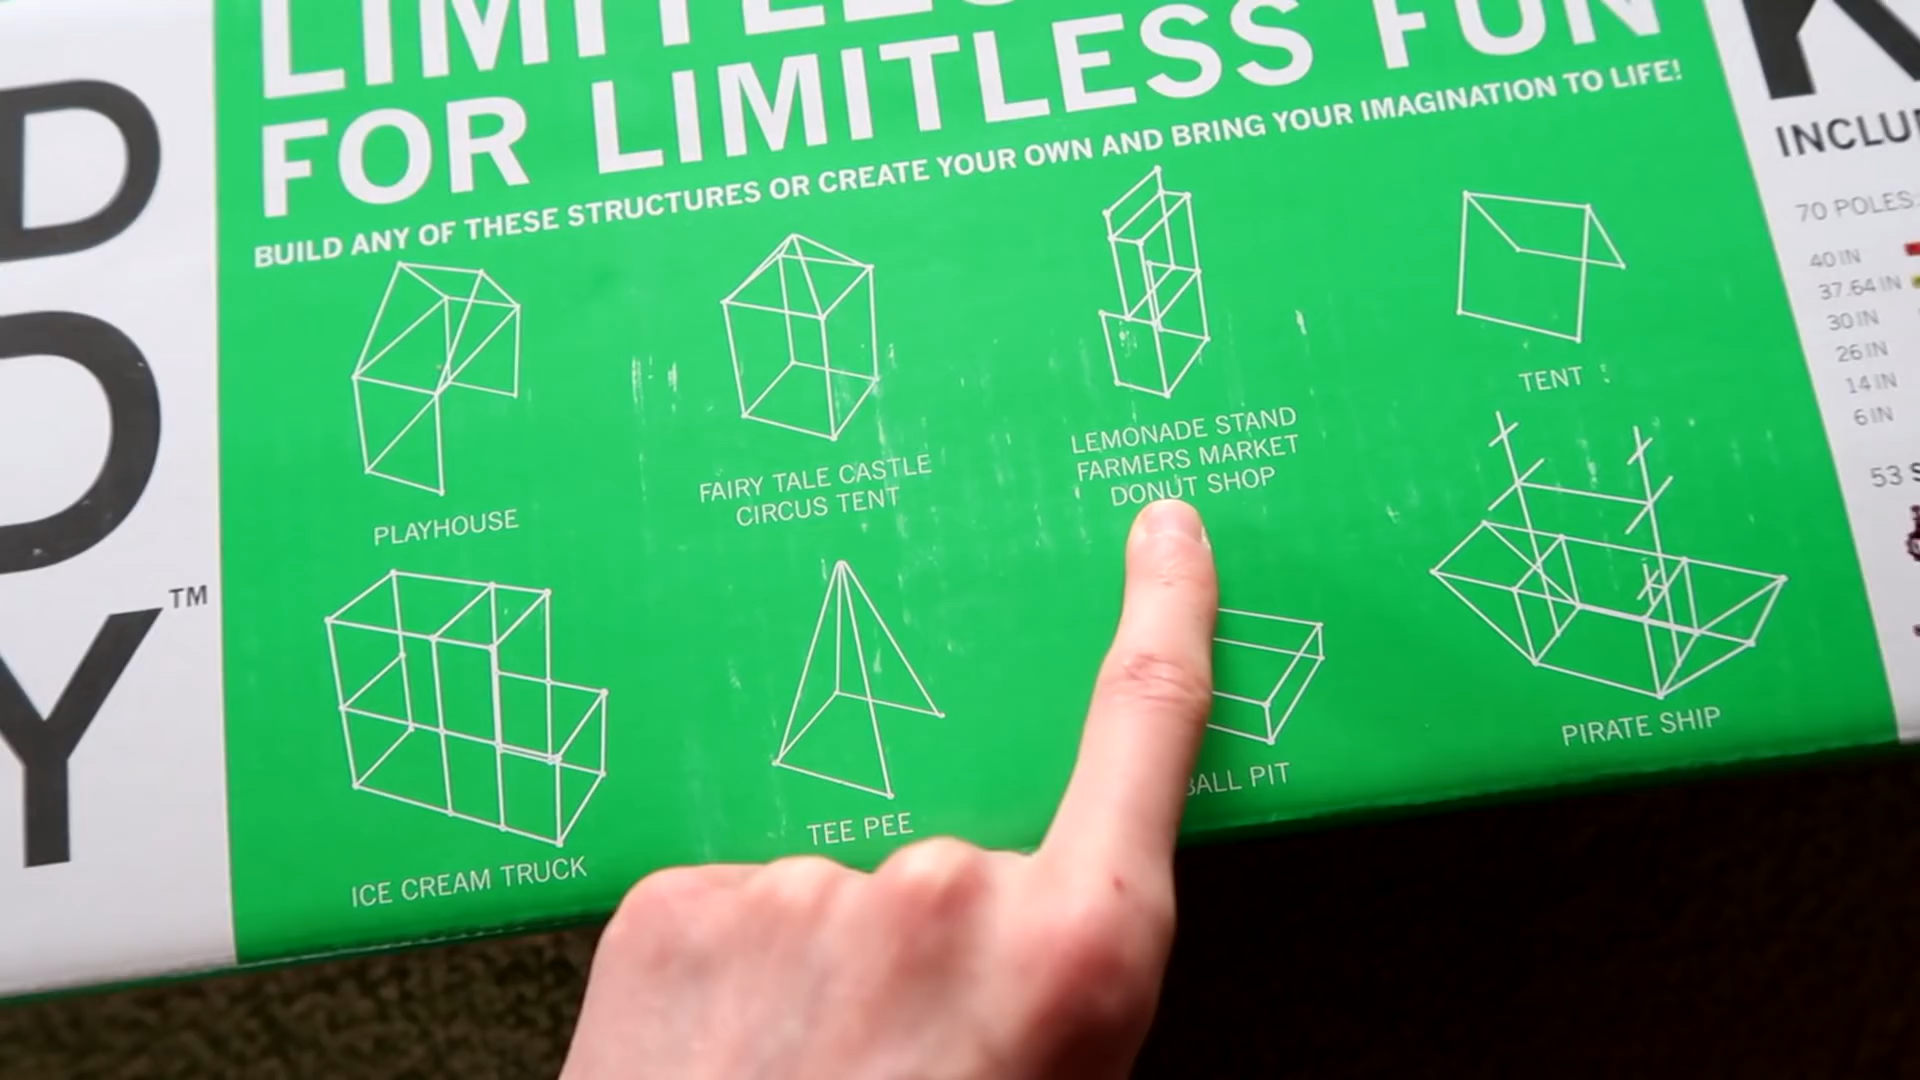 D
O
Y
TM
FOR LIMITLESS FUN
BUILD ANY OF THESE STRUCTURES OR CREATE YOUR OWN AND BRING YOUR IMAGINATION TO LIFE!
PLAYHOUSE
FAIRY TALE CASTLE
CIRCUS TENT
LEMONADE STAND
FARMERS MARKET
DONUT SHOP
TENT
ICE CREAM TRUCK
TEE PEE
BALL PIT
PIRATE SHIP
70 POLES:
40 IN
37.64 IN
30 IN
26 IN
14 IN
6 IN
53